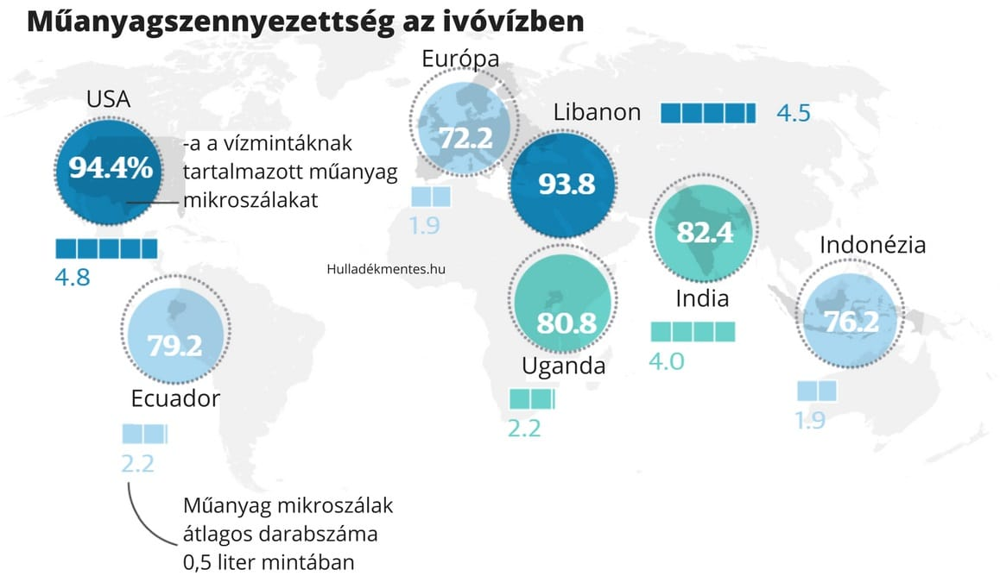 Műanyagszennyezettség az ivóvízben
USA
94.4%
-a a vízmintáknak
tartalmazott műanyag
mikroszálakat
4.8
Európa
72.2
1.9
Libanon
4.5
93.8
82.4
India
4.0
Indonézia
76.2
1.9
Hulladékmentes.hu
80.8
Uganda
2.2
79.2
Ecuador
2.2
Műanyag mikroszálak
átlagos darabszáma
0,5 liter mintában